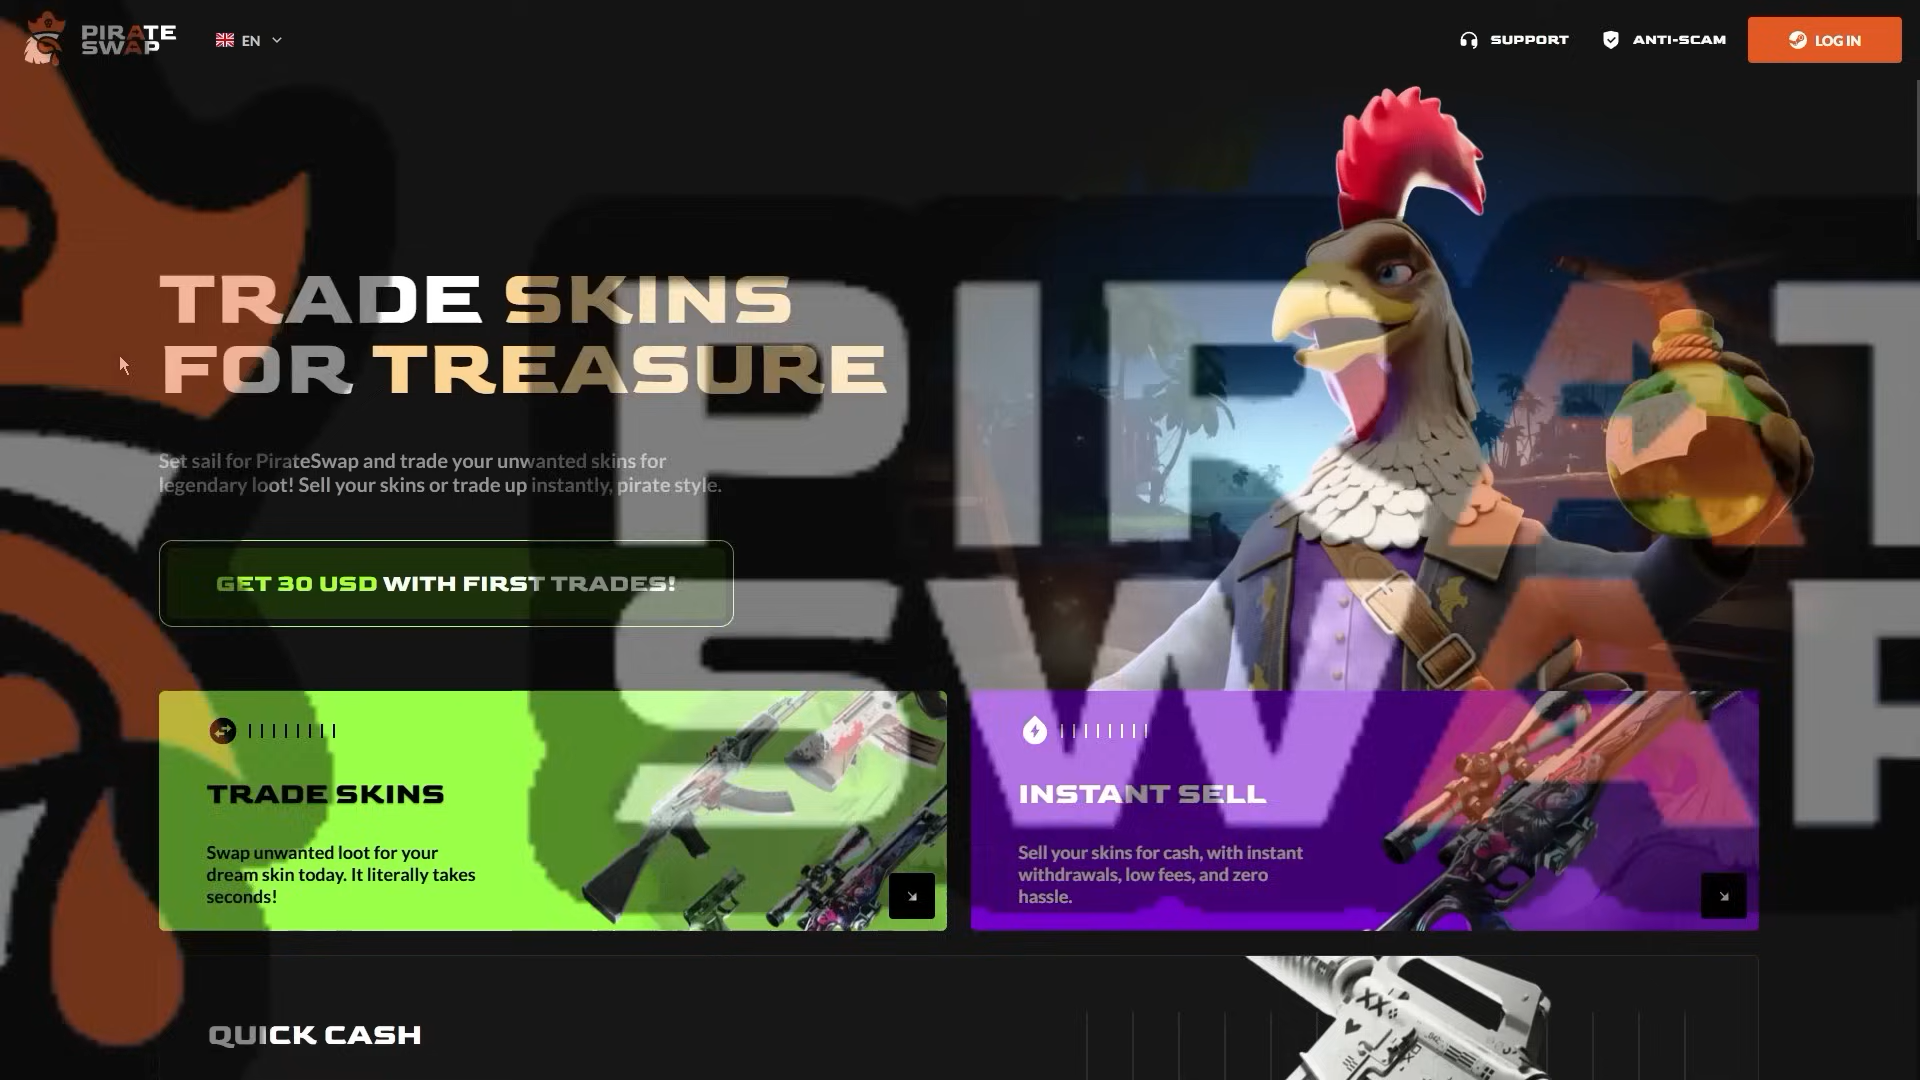 PIRATE
SWAP
EN
SUPPORT
ANTI-SCAM
LOG IN
TRADE SKINS
FOR TREASURE
Set sail for PirateSwap and trade your unwanted skins for
legendary loot! Sell your skins or trade up instantly, pirate style.
GET 30 USD WITH FIRST TRADES!
PIRAT
SWAP
TRADE SKINS
Swap unwanted loot for your
dream skin today. It literally takes
seconds!
INSTANT SELL
Sell your skins for cash, with instant
withdrawals, low fees, and zero
hassle.
QUICK CASH